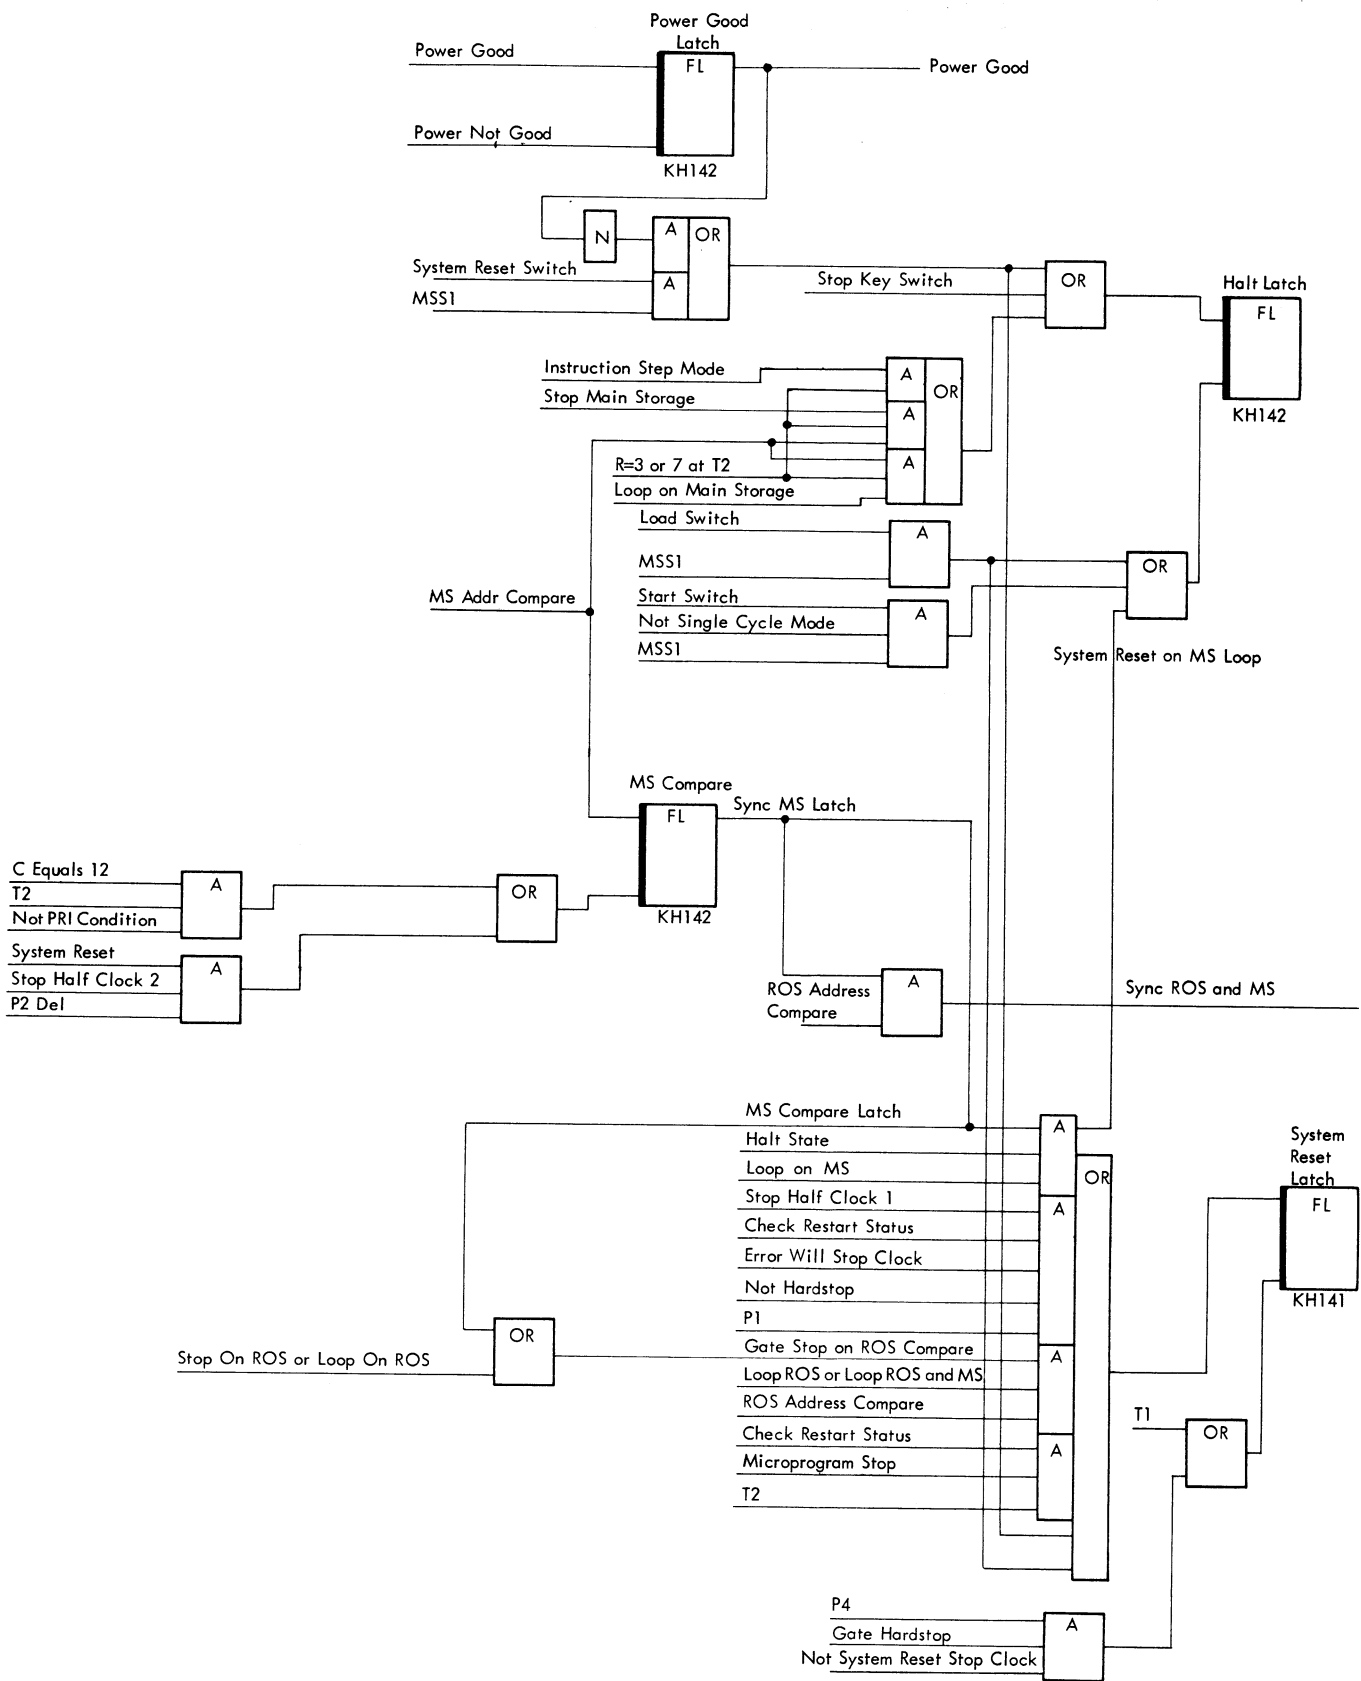 Power Good
Latch
Power Good
FL
Power Good
Power Not Good
KH142
N
A
OR
System Reset Switch
A
MSS1
Stop Key Switch
OR
Halt Latch
FL
KH142
Instruction Step Mode
A
OR
Stop Main Storage
A
R=3 or 7 at T2
A
Loop on Main Storage
Load Switch
A
MSS1
OR
MS Addr Compare
Start Switch
A
Not Single Cycle Mode
MSS1
System Reset on MS Loop
MS Compare
Sync MS Latch
FL
KH142
C Equals 12
A
T2
OR
Not PRI Condition
System Reset
A
Stop Half Clock 2
P2 Del
ROS Address
Compare
A
Sync ROS and MS
MS Compare Latch
A
Halt State
Loop on MS
OR
System
Reset
Latch
FL
KH141
Stop Half Clock 1
A
Check Restart Status
Error Will Stop Clock
Not Hardstop
P1
OR
Stop On ROS or Loop On ROS
Gate Stop on ROS Compare
A
Loop ROS or Loop ROS and MS
ROS Address Compare
Check Restart Status
A
Microprogram Stop
T2
T1
OR
P4
A
Gate Hardstop
Not System Reset Stop Clock